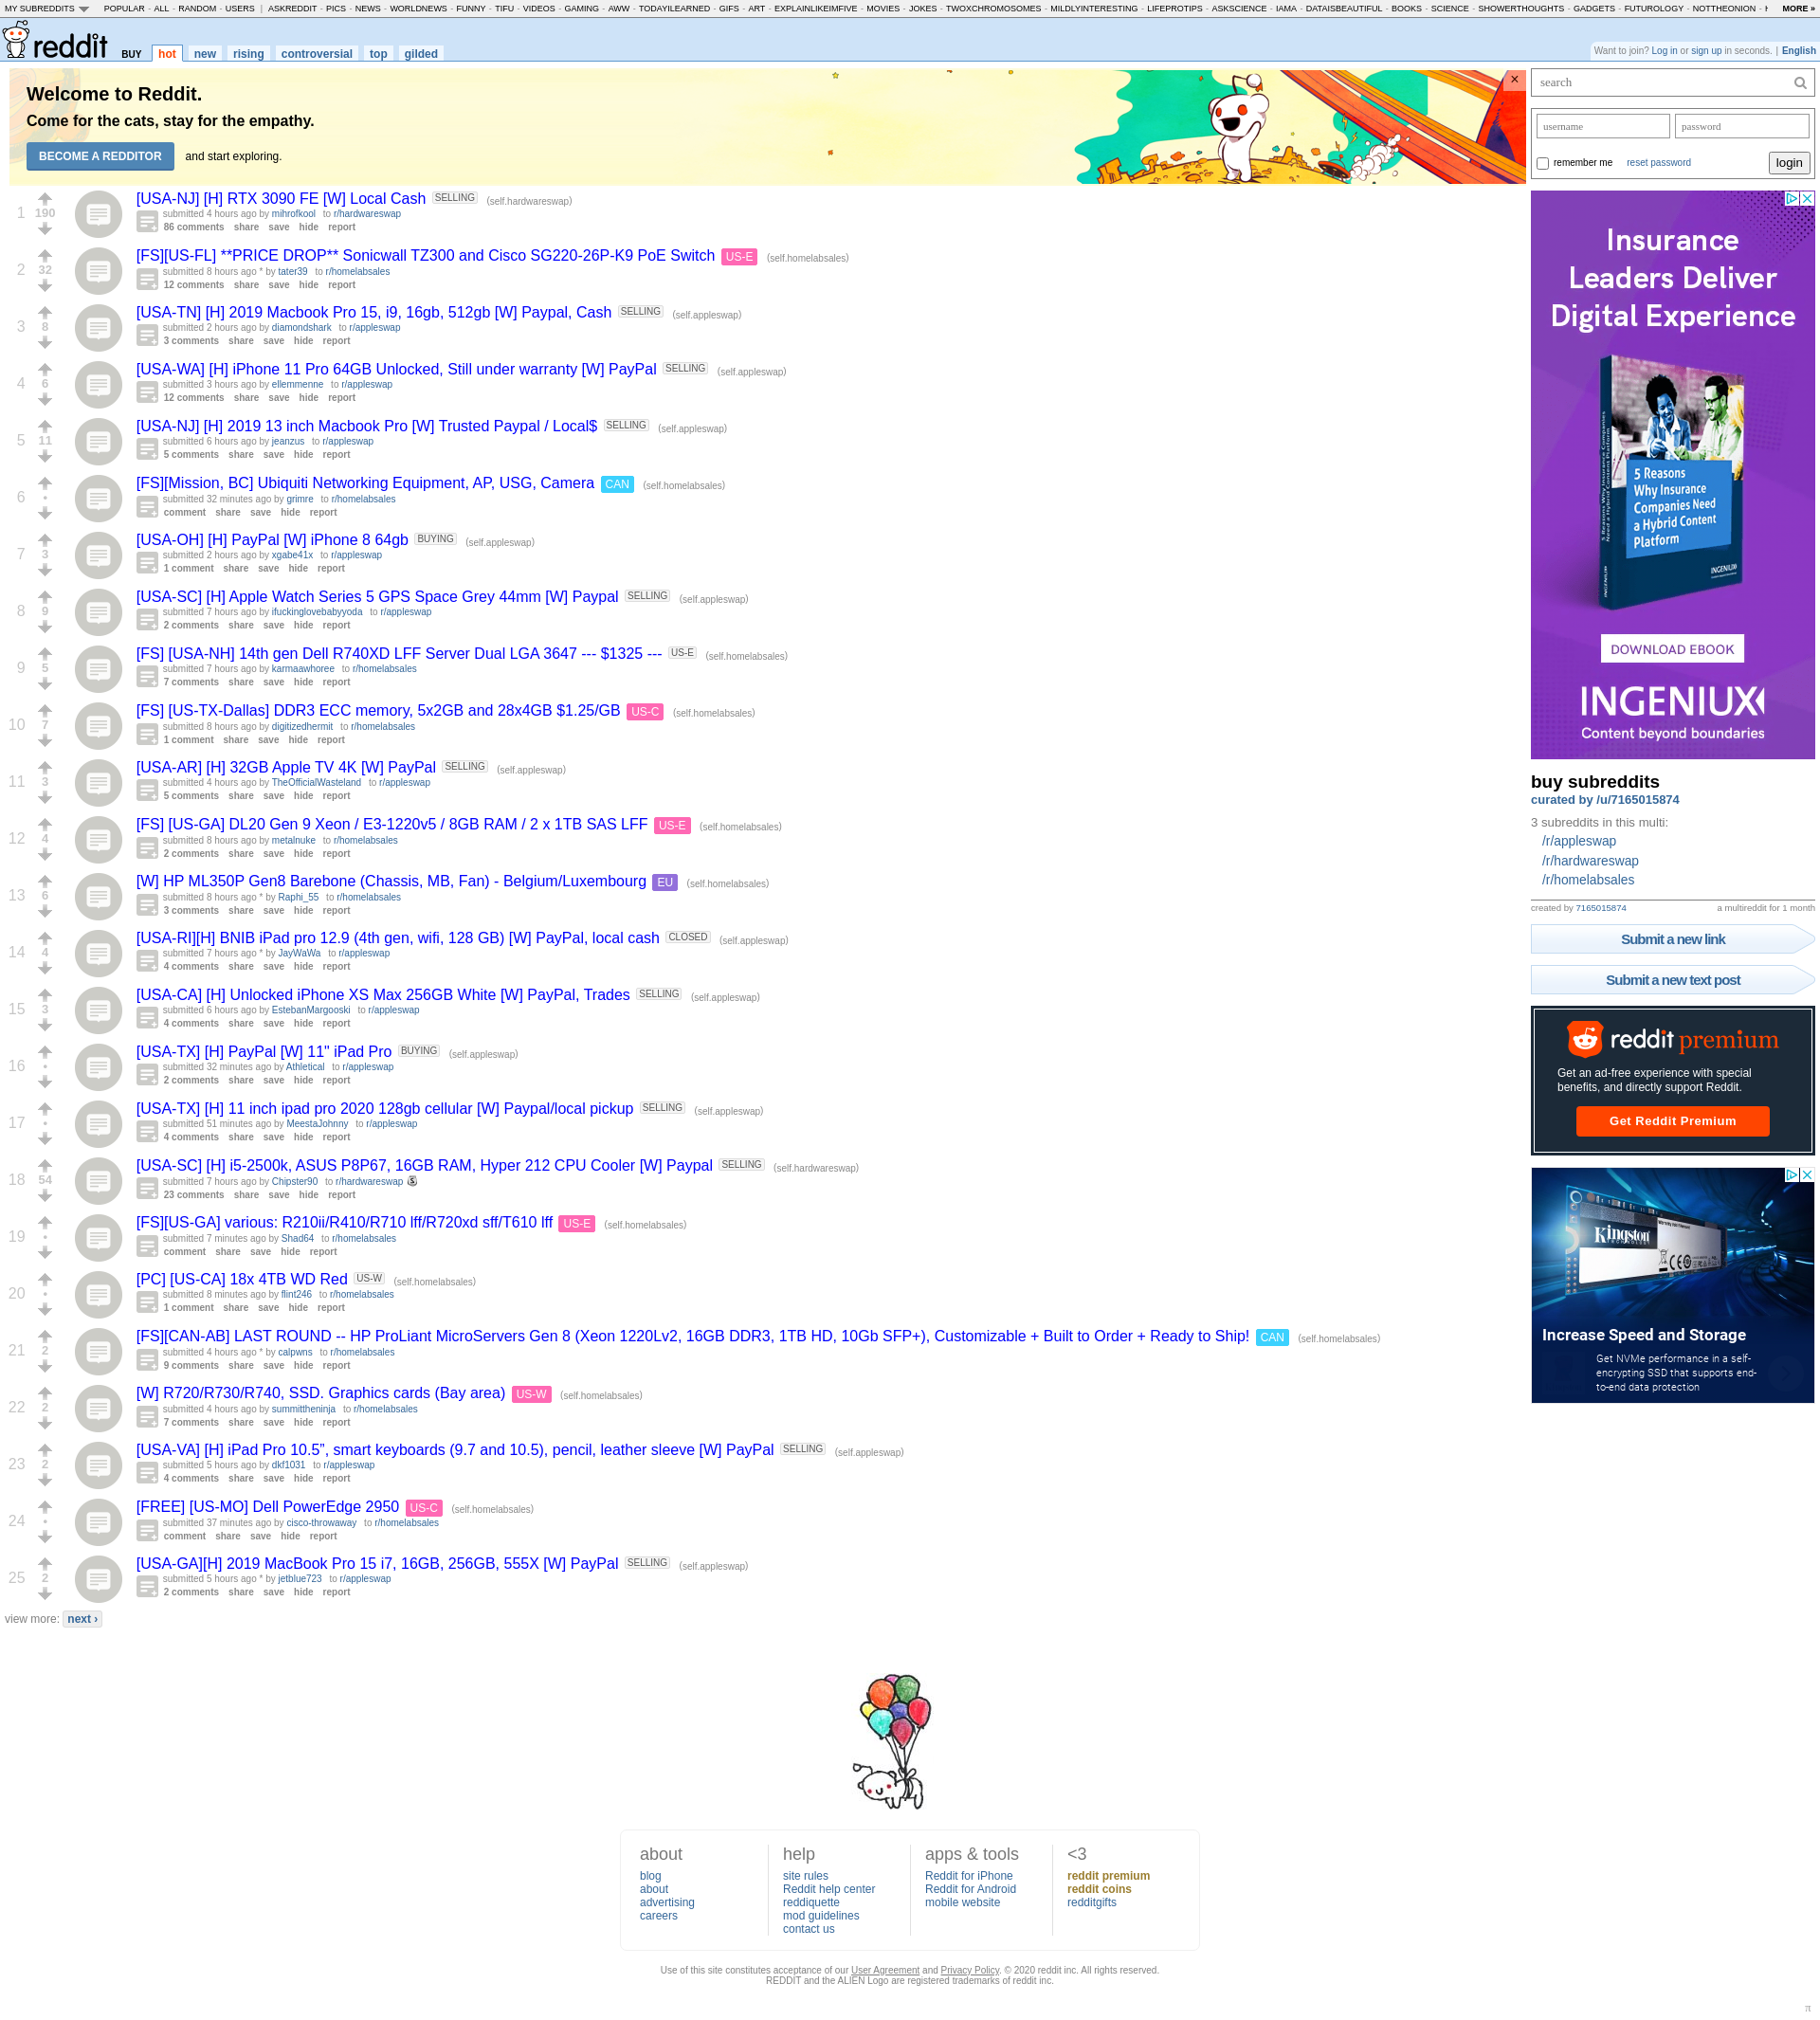 MY SUBREDDITS POPULAR - ALL - RANDOM - USERS | ASKREDDIT - PICS - NEWS - WORLDNEWS - FUNNY - TIFU - VIDEOS - GAMING - AWW - TODAYILEARNED - GIFS - ART - EXPLAINLIKEIMFIVE - MOVIES - JOKES - TWOXCHROMOSOMES - MILDLYINTERESTING - LIFEPROTIPS - ASKSCIENCE - IAMA - DATAISBEAUTIFUL - BOOKS - SCIENCE - SHOWERTHOUGHTS - GADGETS - FUTUROLOGY - NOTTHEONION - MORE »
reddit BUY hot new rising controversial top gilded
Want to join? Log in or sign up in seconds. | English
Welcome to Reddit.
Come for the cats, stay for the empathy.
BECOME A REDDITOR and start exploring.
×
1 190 [USA-NJ] [H] RTX 3090 FE [W] Local Cash SELLING (self.hardwareswap)
submitted 4 hours ago by mihrofkool to r/hardwareswap
86 comments share save hide report
2 32 [FS][US-FL] **PRICE DROP** Sonicwall TZ300 and Cisco SG220-26P-K9 PoE Switch US-E (self.homelabsales)
submitted 8 hours ago * by tater39 to r/homelabsales
12 comments share save hide report
3 8 [USA-TN] [H] 2019 Macbook Pro 15, i9, 16gb, 512gb [W] Paypal, Cash SELLING (self.appleswap)
submitted 2 hours ago by diamondshark to r/appleswap
3 comments share save hide report
4 6 [USA-WA] [H] iPhone 11 Pro 64GB Unlocked, Still under warranty [W] PayPal SELLING (self.appleswap)
submitted 3 hours ago by ellemmenne to r/appleswap
12 comments share save hide report
5 11 [USA-NJ] [H] 2019 13 inch Macbook Pro [W] Trusted Paypal / Local$ SELLING (self.appleswap)
submitted 6 hours ago by jeanzus to r/appleswap
5 comments share save hide report
6 • [FS][Mission, BC] Ubiquiti Networking Equipment, AP, USG, Camera CAN (self.homelabsales)
submitted 32 minutes ago by grimre to r/homelabsales
comment share save hide report
7 3 [USA-OH] [H] PayPal [W] iPhone 8 64gb BUYING (self.appleswap)
submitted 2 hours ago by xgabe41x to r/appleswap
1 comment share save hide report
8 9 [USA-SC] [H] Apple Watch Series 5 GPS Space Grey 44mm [W] Paypal SELLING (self.appleswap)
submitted 7 hours ago by ifuckinglovebabyyoda to r/appleswap
2 comments share save hide report
9 5 [FS] [USA-NH] 14th gen Dell R740XD LFF Server Dual LGA 3647 --- $1325 --- US-E (self.homelabsales)
submitted 7 hours ago by karmaawhoree to r/homelabsales
7 comments share save hide report
10 7 [FS] [US-TX-Dallas] DDR3 ECC memory, 5x2GB and 28x4GB $1.25/GB US-C (self.homelabsales)
submitted 8 hours ago by digitizedhermit to r/homelabsales
1 comment share save hide report
11 3 [USA-AR] [H] 32GB Apple TV 4K [W] PayPal SELLING (self.appleswap)
submitted 4 hours ago by TheOfficialWasteland to r/appleswap
5 comments share save hide report
12 4 [FS] [US-GA] DL20 Gen 9 Xeon / E3-1220v5 / 8GB RAM / 2 x 1TB SAS LFF US-E (self.homelabsales)
submitted 8 hours ago by metalnuke to r/homelabsales
2 comments share save hide report
13 6 [W] HP ML350P Gen8 Barebone (Chassis, MB, Fan) - Belgium/Luxembourg EU (self.homelabsales)
submitted 8 hours ago * by Raphi_55 to r/homelabsales
3 comments share save hide report
14 4 [USA-RI][H] BNIB iPad pro 12.9 (4th gen, wifi, 128 GB) [W] PayPal, local cash CLOSED (self.appleswap)
submitted 7 hours ago * by JayWaWa to r/appleswap
4 comments share save hide report
15 3 [USA-CA] [H] Unlocked iPhone XS Max 256GB White [W] PayPal, Trades SELLING (self.appleswap)
submitted 6 hours ago by EstebanMargooski to r/appleswap
4 comments share save hide report
16 • [USA-TX] [H] PayPal [W] 11" iPad Pro BUYING (self.appleswap)
submitted 32 minutes ago by Athletical to r/appleswap
2 comments share save hide report
17 • [USA-TX] [H] 11 inch ipad pro 2020 128gb cellular [W] Paypal/local pickup SELLING (self.appleswap)
submitted 51 minutes ago by MeestaJohnny to r/appleswap
4 comments share save hide report
18 54 [USA-SC] [H] i5-2500k, ASUS P8P67, 16GB RAM, Hyper 212 CPU Cooler [W] Paypal SELLING (self.hardwareswap)
submitted 7 hours ago by Chipster90 to r/hardwareswap
23 comments share save hide report
19 • [FS][US-GA] various: R210ii/R410/R710 lff/R720xd sff/T610 lff US-E (self.homelabsales)
submitted 7 minutes ago by Shad64 to r/homelabsales
comment share save hide report
20 • [PC] [US-CA] 18x 4TB WD Red US-W (self.homelabsales)
submitted 8 minutes ago by flint246 to r/homelabsales
1 comment share save hide report
21 2 [FS][CAN-AB] LAST ROUND -- HP ProLiant MicroServers Gen 8 (Xeon 1220Lv2, 16GB DDR3, 1TB HD, 10Gb SFP+), Customizable + Built to Order + Ready to Ship! CAN (self.homelabsales)
submitted 4 hours ago * by calpwns to r/homelabsales
9 comments share save hide report
22 2 [W] R720/R730/R740, SSD. Graphics cards (Bay area) US-W (self.homelabsales)
submitted 4 hours ago by summittheninja to r/homelabsales
7 comments share save hide report
23 2 [USA-VA] [H] iPad Pro 10.5”, smart keyboards (9.7 and 10.5), pencil, leather sleeve [W] PayPal SELLING (self.appleswap)
submitted 5 hours ago by dkf1031 to r/appleswap
4 comments share save hide report
24 • [FREE] [US-MO] Dell PowerEdge 2950 US-C (self.homelabsales)
submitted 37 minutes ago by cisco-throwaway to r/homelabsales
comment share save hide report
25 2 [USA-GA][H] 2019 MacBook Pro 15 i7, 16GB, 256GB, 555X [W] PayPal SELLING (self.appleswap)
submitted 5 hours ago * by jetblue723 to r/appleswap
2 comments share save hide report
view more: next ›
search
username password
remember me reset password login
Insurance
Leaders Deliver
Digital Experience
5 Reasons Why Insurance Companies Need
a Hybrid Content Platform
5 Reasons
Why Insurance
Companies Need
a Hybrid Content
Platform
INGENIUX
INGENIUX
DOWNLOAD EBOOK
INGENIUX
Content beyond boundaries
buy subreddits
curated by /u/7165015874
3 subreddits in this multi:
/r/appleswap
/r/hardwareswap
/r/homelabsales
created by 7165015874 a multireddit for 1 month
Submit a new link
Submit a new text post
reddit premium
Get an ad-free experience with special
benefits, and directly support Reddit.
Get Reddit Premium
Kingston
TECHNOLOGY
Increase Speed and Storage
Get NVMe performance in a self-
encrypting SSD that supports end-
to-end data protection
about
blog
about
advertising
careers
help
site rules
Reddit help center
reddiquette
mod guidelines
contact us
apps & tools
Reddit for iPhone
Reddit for Android
mobile website
<3
reddit premium
reddit coins
redditgifts
Use of this site constitutes acceptance of our User Agreement and Privacy Policy. © 2020 reddit inc. All rights reserved.
REDDIT and the ALIEN Logo are registered trademarks of reddit inc.
π